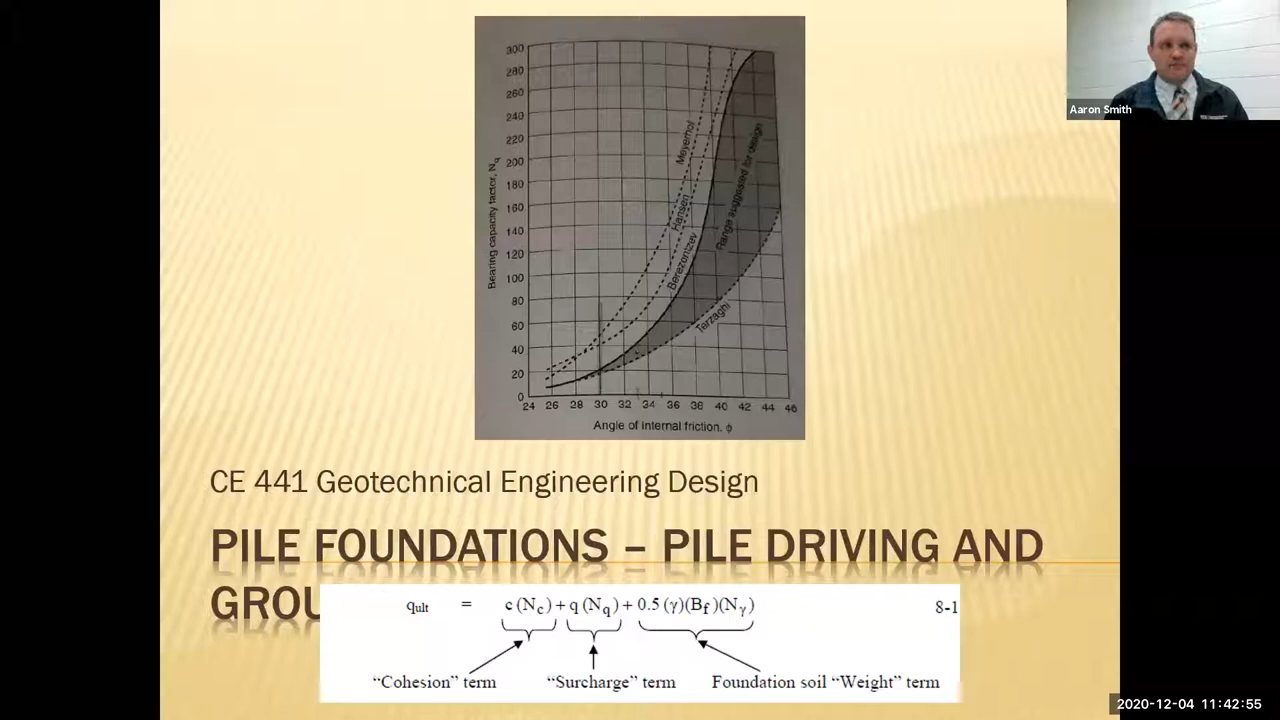 Aaron Smith
300
280
260
240
220
200
180
160
140
120
100
80
60
40
20
0
Bearing capacity factor, Nq
Meyerhof
Hansen
Berezontzev
Range suggested for design
Terzaghi
24 26 28 30 32 34 36 38 40 42 44 46
Angle of internal friction, ϕ
CE 441 Geotechnical Engineering Design
PILE FOUNDATIONS – PILE DRIVING AND
GROU
qult = c (Nc) + q (Nq) + 0.5 (γ)(Bf)(Nγ) 8-1
“Cohesion” term “Surcharge” term Foundation soil “Weight” term
2020-12-04 11:42:55